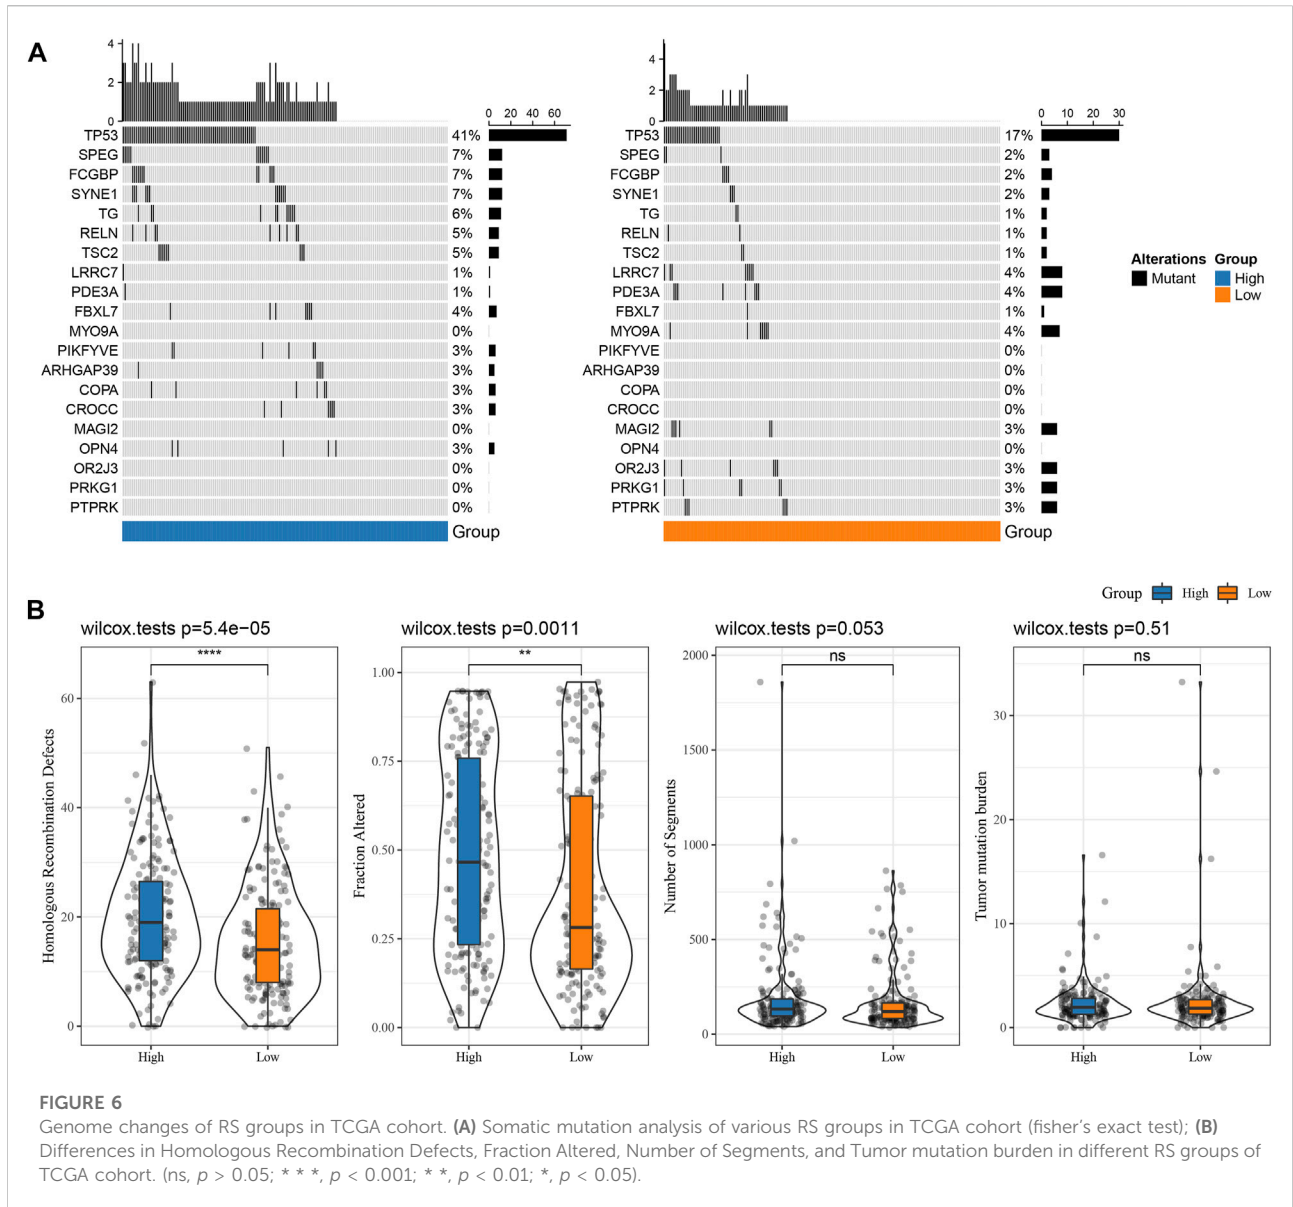 A
4
2
0
0 20 40 60
TP53 41%
SPEG 7%
FCGBP 7%
SYNE1 7%
TG 6%
RELN 5%
TSC2 5%
LRRC7 1%
PDE3A 1%
FBXL7 4%
MYO9A 0%
PIKFYVE 3%
ARHGAP39 3%
COPA 3%
CROCC 3%
MAGI2 0%
OPN4 3%
OR2J3 0%
PRKG1 0%
PTPRK 0%
Group
4
2
0
0 10 20 30
TP53 17%
SPEG 2%
FCGBP 2%
SYNE1 2%
TG 1%
RELN 1%
TSC2 1%
LRRC7 4%
PDE3A 4%
FBXL7 1%
MYO9A 4%
PIKFYVE 0%
ARHGAP39 0%
COPA 0%
CROCC 0%
MAGI2 3%
OPN4 0%
OR2J3 3%
PRKG1 3%
PTPRK 3%
Group
Alterations Group
Mutant High
Low
B
Group High Low
wilcox.tests p=5.4e−05
****
Homologous Recombination Defects
60
40
20
0
High Low
wilcox.tests p=0.0011
**
Fraction Altered
1.00
0.75
0.50
0.25
0.00
High Low
wilcox.tests p=0.053
ns
Number of Segments
2000
1500
1000
500
0
High Low
wilcox.tests p=0.51
ns
Tumor mutation burden
30
20
10
0
High Low
FIGURE 6
Genome changes of RS groups in TCGA cohort. (A) Somatic mutation analysis of various RS groups in TCGA cohort (fisher's exact test); (B)
Differences in Homologous Recombination Defects, Fraction Altered, Number of Segments, and Tumor mutation burden in different RS groups of
TCGA cohort. (ns, p > 0.05; * * *, p < 0.001; * *, p < 0.01; *, p < 0.05).